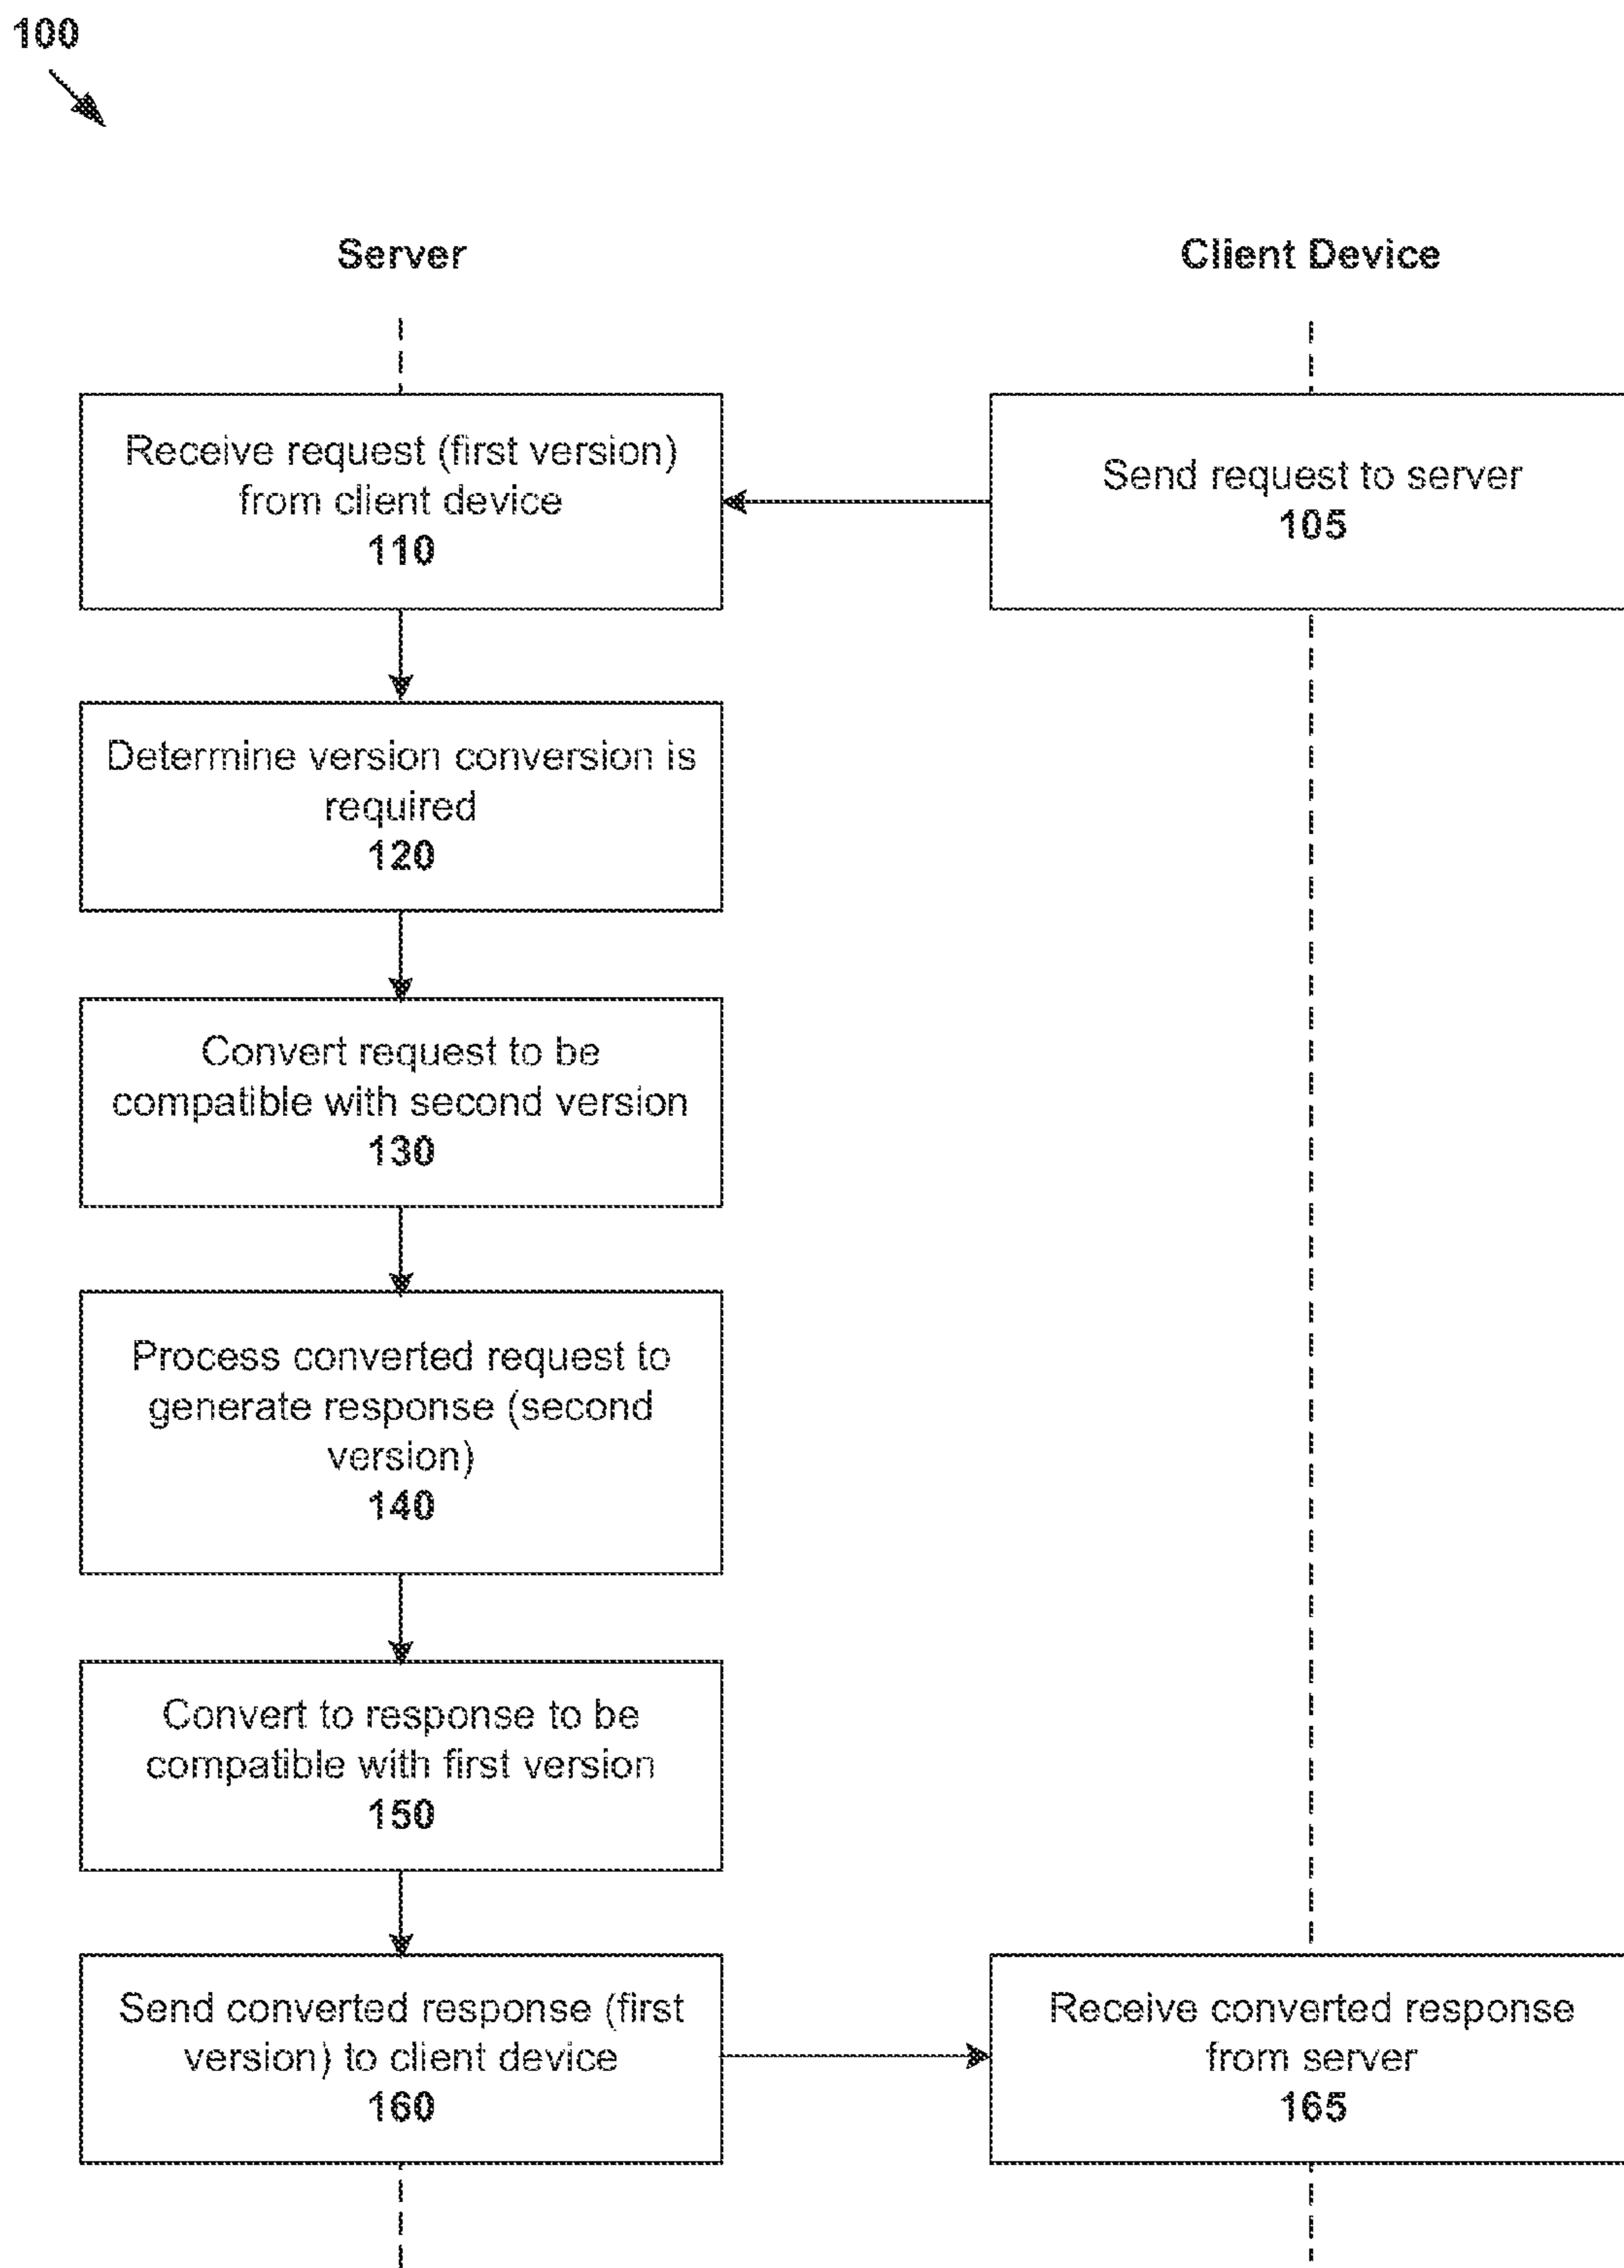 100
Server
Client Device
Receive request (first version)
from client device
110
Send request to server
105
Determine version conversion is
required
120
Convert request to be
compatible with second version
130
Process converted request to
generate response (second
version)
140
Convert to response to be
compatible with first version
150
Send converted response (first
version) to client device
160
Receive converted response
from server
165